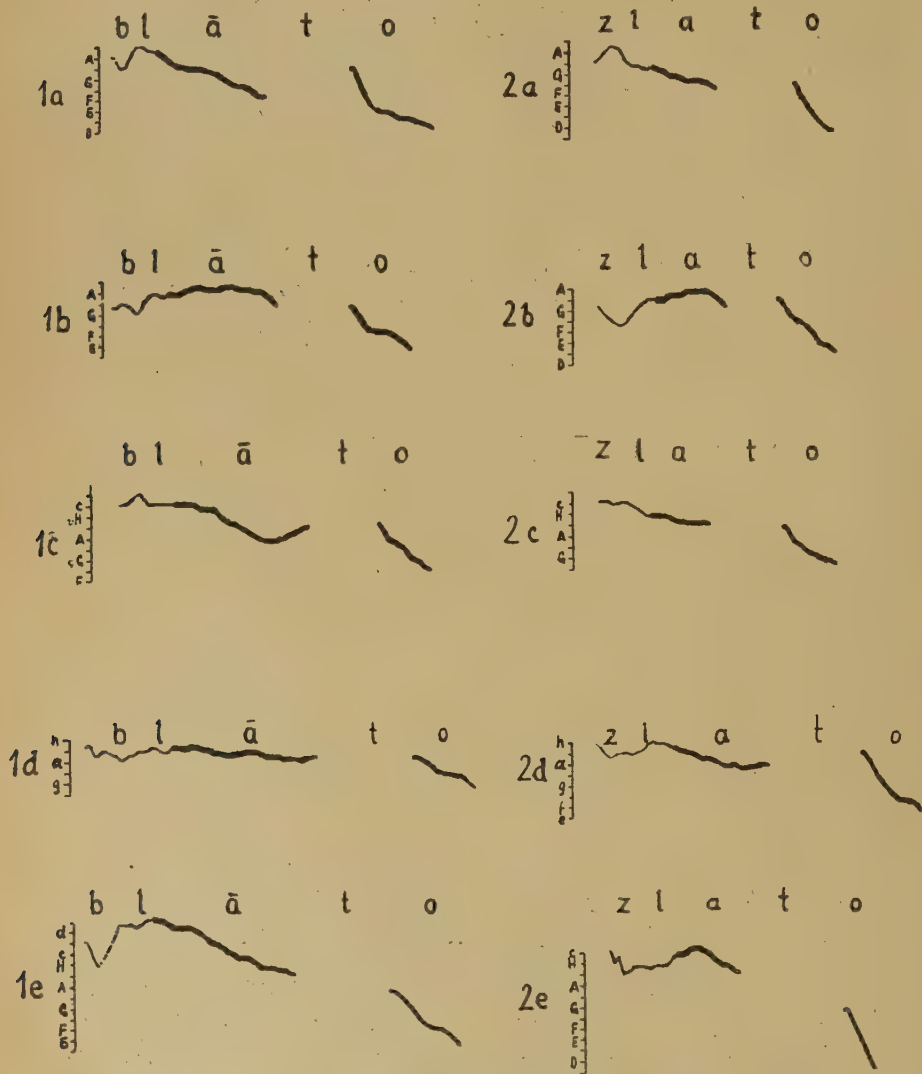 b l ā t o z l a t o
1a A G F E D 2a A G F E D
b l ā t o z l a t o
1b A G F E 2b A G F E D
b l ā t o z l a t o
1c C H A G F 2c C H A G
b l ā t o z l a t o
1d h a g 2d h a g f e
b l ā t o z l a t o
1e d c H A G F E 2e C H A G F E D